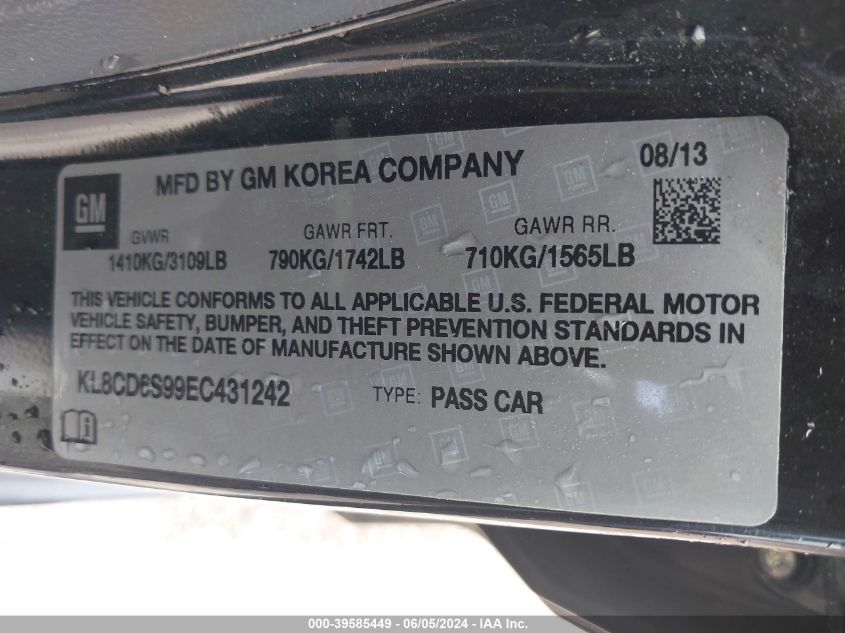 MFD BY GM KOREA COMPANY 08/13
GM
GVWR GAWR FRT. GAWR RR.
1410KG/3109LB 790KG/1742LB 710KG/1565LB
THIS VEHICLE CONFORMS TO ALL APPLICABLE U.S. FEDERAL MOTOR
VEHICLE SAFETY, BUMPER, AND THEFT PREVENTION STANDARDS IN
EFFECT ON THE DATE OF MANUFACTURE SHOWN ABOVE.
KL8CD6S99EC431242 TYPE: PASS CAR
000-39585449 - 06/05/2024 - IAA Inc.